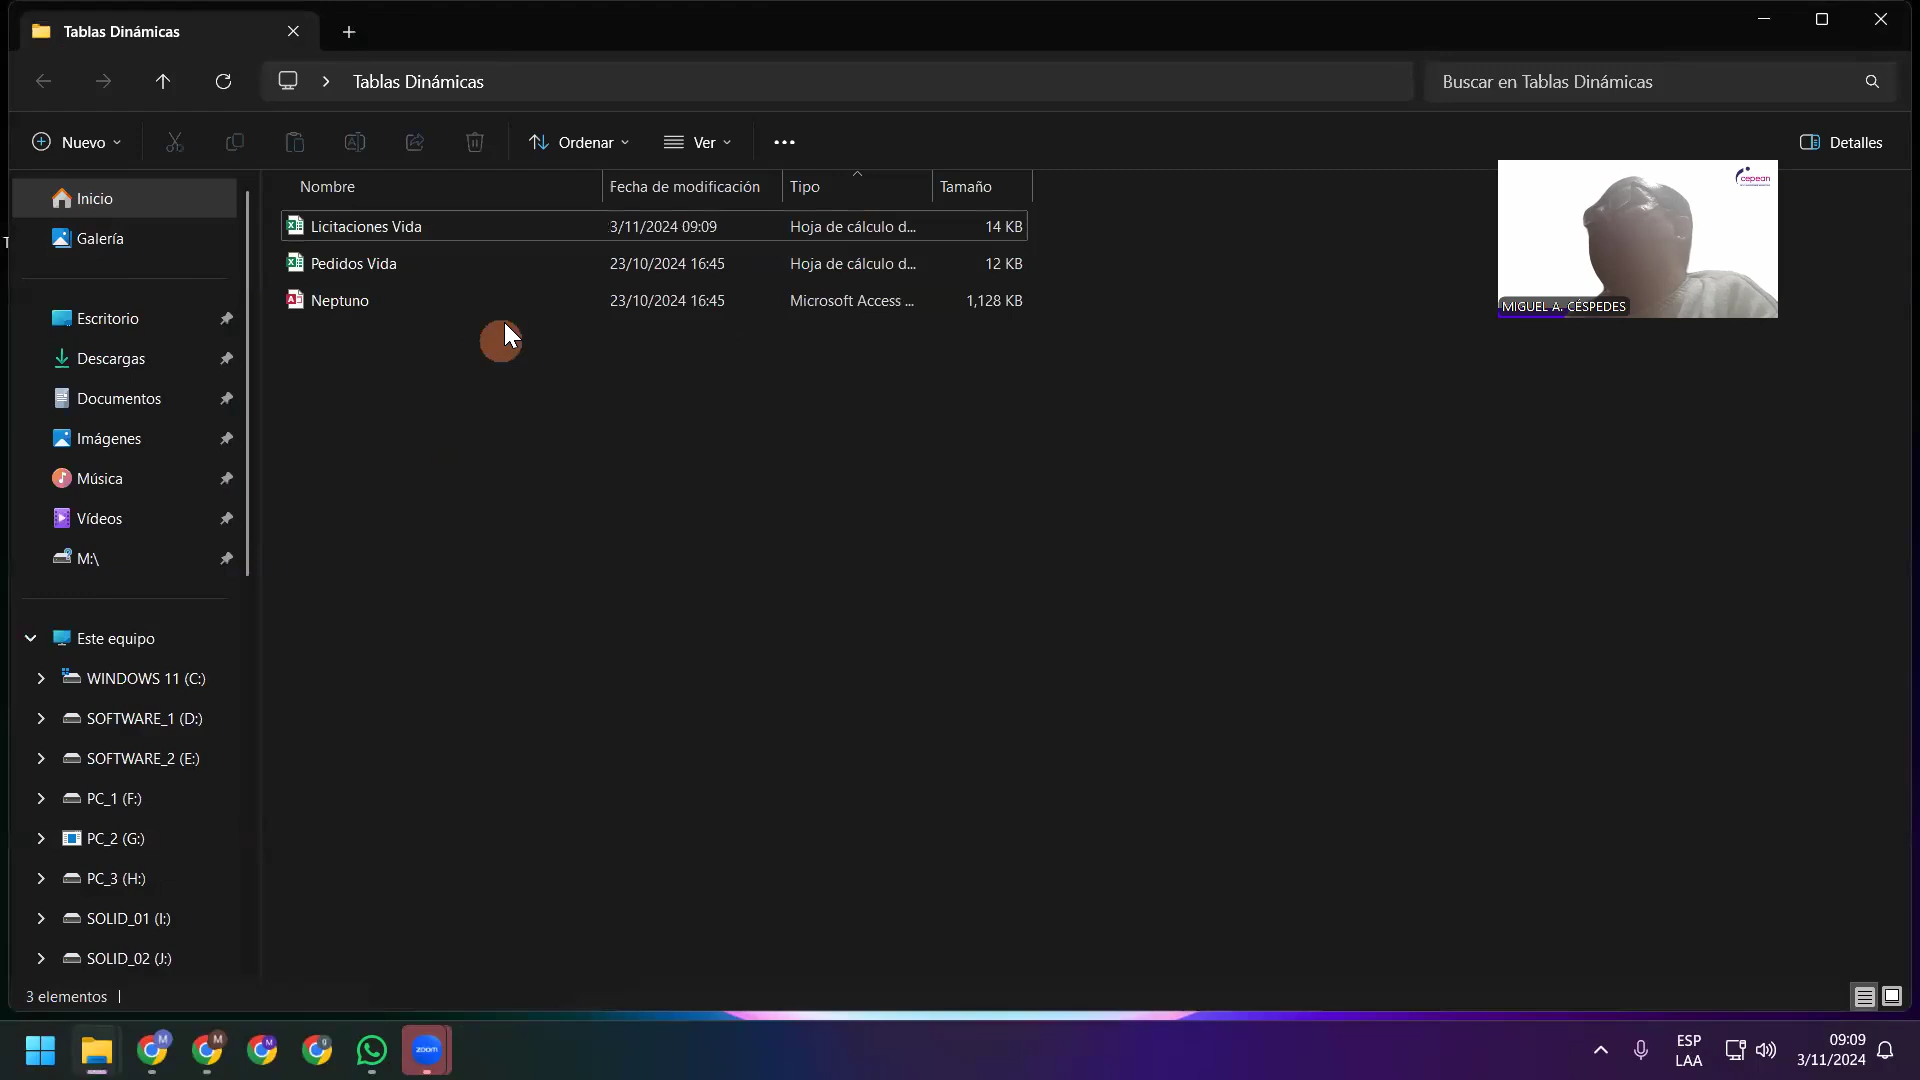 Tablas Dinámicas
Tablas Dinámicas
Buscar en Tablas Dinámicas
Nuevo
Ordenar
Ver
Detalles
Nombre
Fecha de modificación
Tipo
Tamaño
Licitaciones Vida
3/11/2024 09:09
Hoja de cálculo d...
14 KB
Pedidos Vida
23/10/2024 16:45
Hoja de cálculo d...
12 KB
Neptuno
23/10/2024 16:45
Microsoft Access ...
1,128 KB
Inicio
Galería
Escritorio
Descargas
Documentos
Imágenes
Música
Vídeos
M:\
Este equipo
WINDOWS 11 (C:)
SOFTWARE_1 (D:)
SOFTWARE_2 (E:)
PC_1 (F:)
PC_2 (G:)
PC_3 (H:)
SOLID_01 (I:)
SOLID_02 (J:)
cepean
MIGUEL A. CÉSPEDES
3 elementos
zoom
ESP
LAA
09:09
3/11/2024